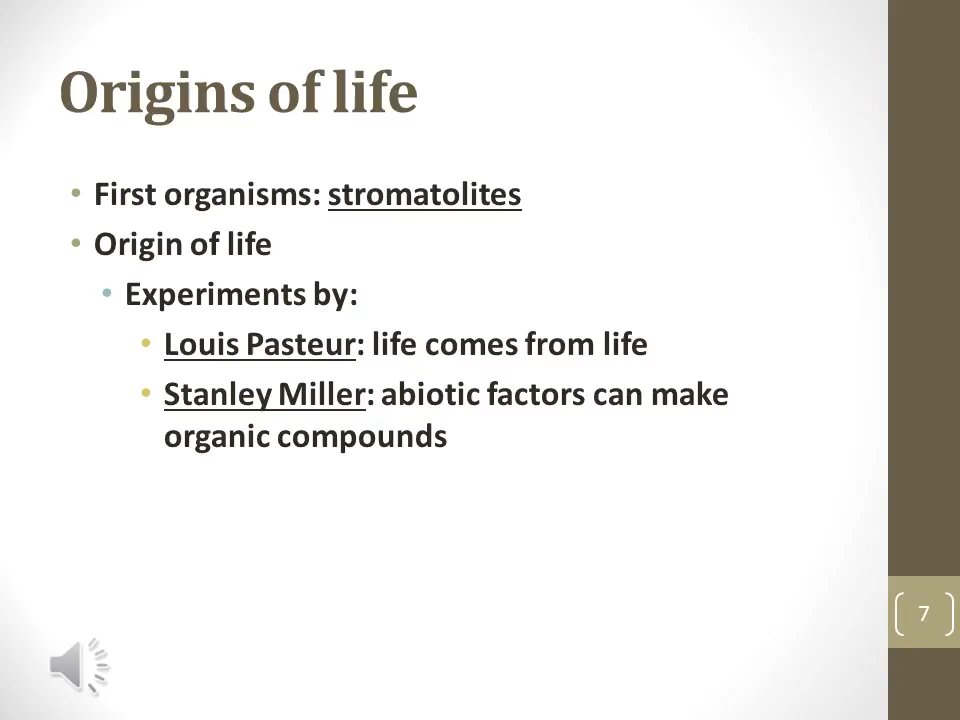 Origins of life
• First organisms: stromatolites
• Origin of life
• Experiments by:
• Louis Pasteur: life comes from life
• Stanley Miller: abiotic factors can make
organic compounds
7